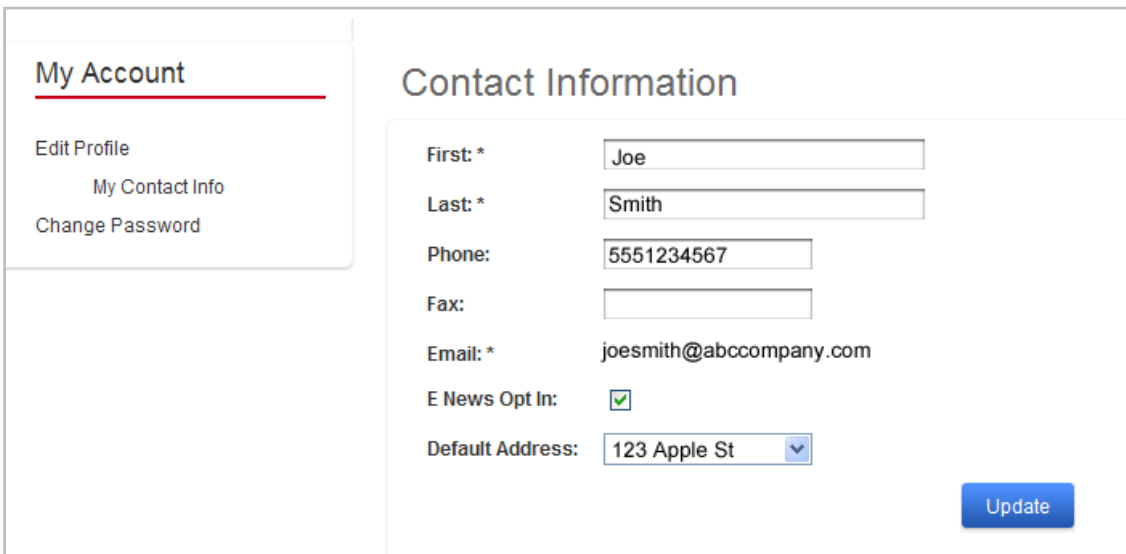 My Account
Edit Profile
My Contact Info
Change Password
Contact Information
First: * Joe
Last: * Smith
Phone: 5551234567
Fax:
Email: * joesmith@abccompany.com
E News Opt In:
Default Address: 123 Apple St
Update